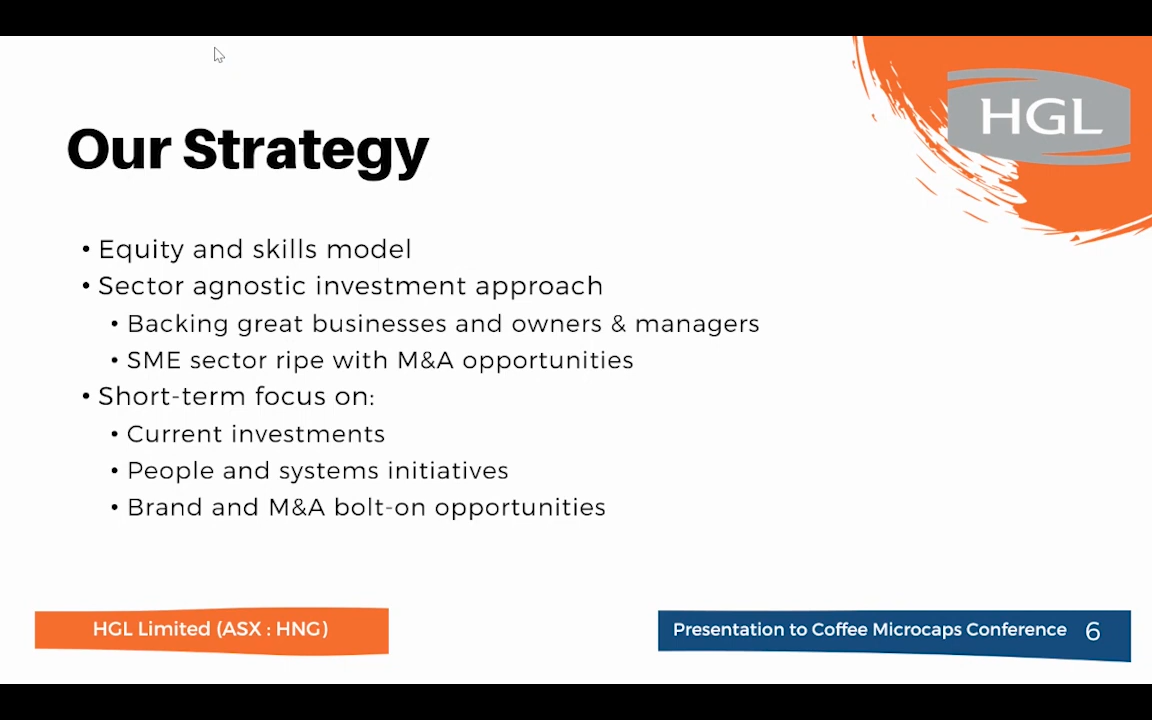 HGL
Our Strategy
• Equity and skills model
• Sector agnostic investment approach
• Backing great businesses and owners & managers
• SME sector ripe with M&A opportunities
• Short-term focus on:
• Current investments
• People and systems initiatives
• Brand and M&A bolt-on opportunities
HGL Limited (ASX : HNG)
Presentation to Coffee Microcaps Conference 6